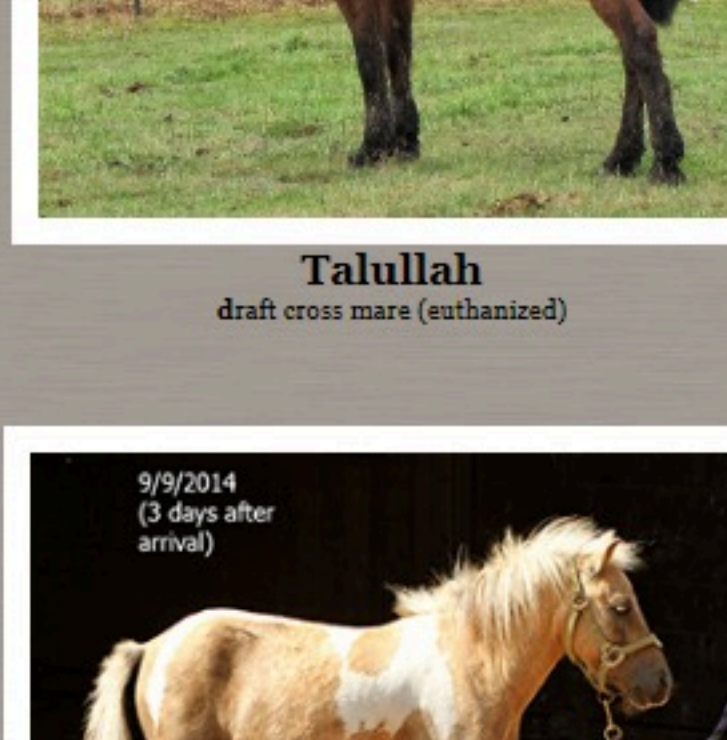 Talullah
draft cross mare (euthanized)
9/9/2014
(3 days after
arrival)